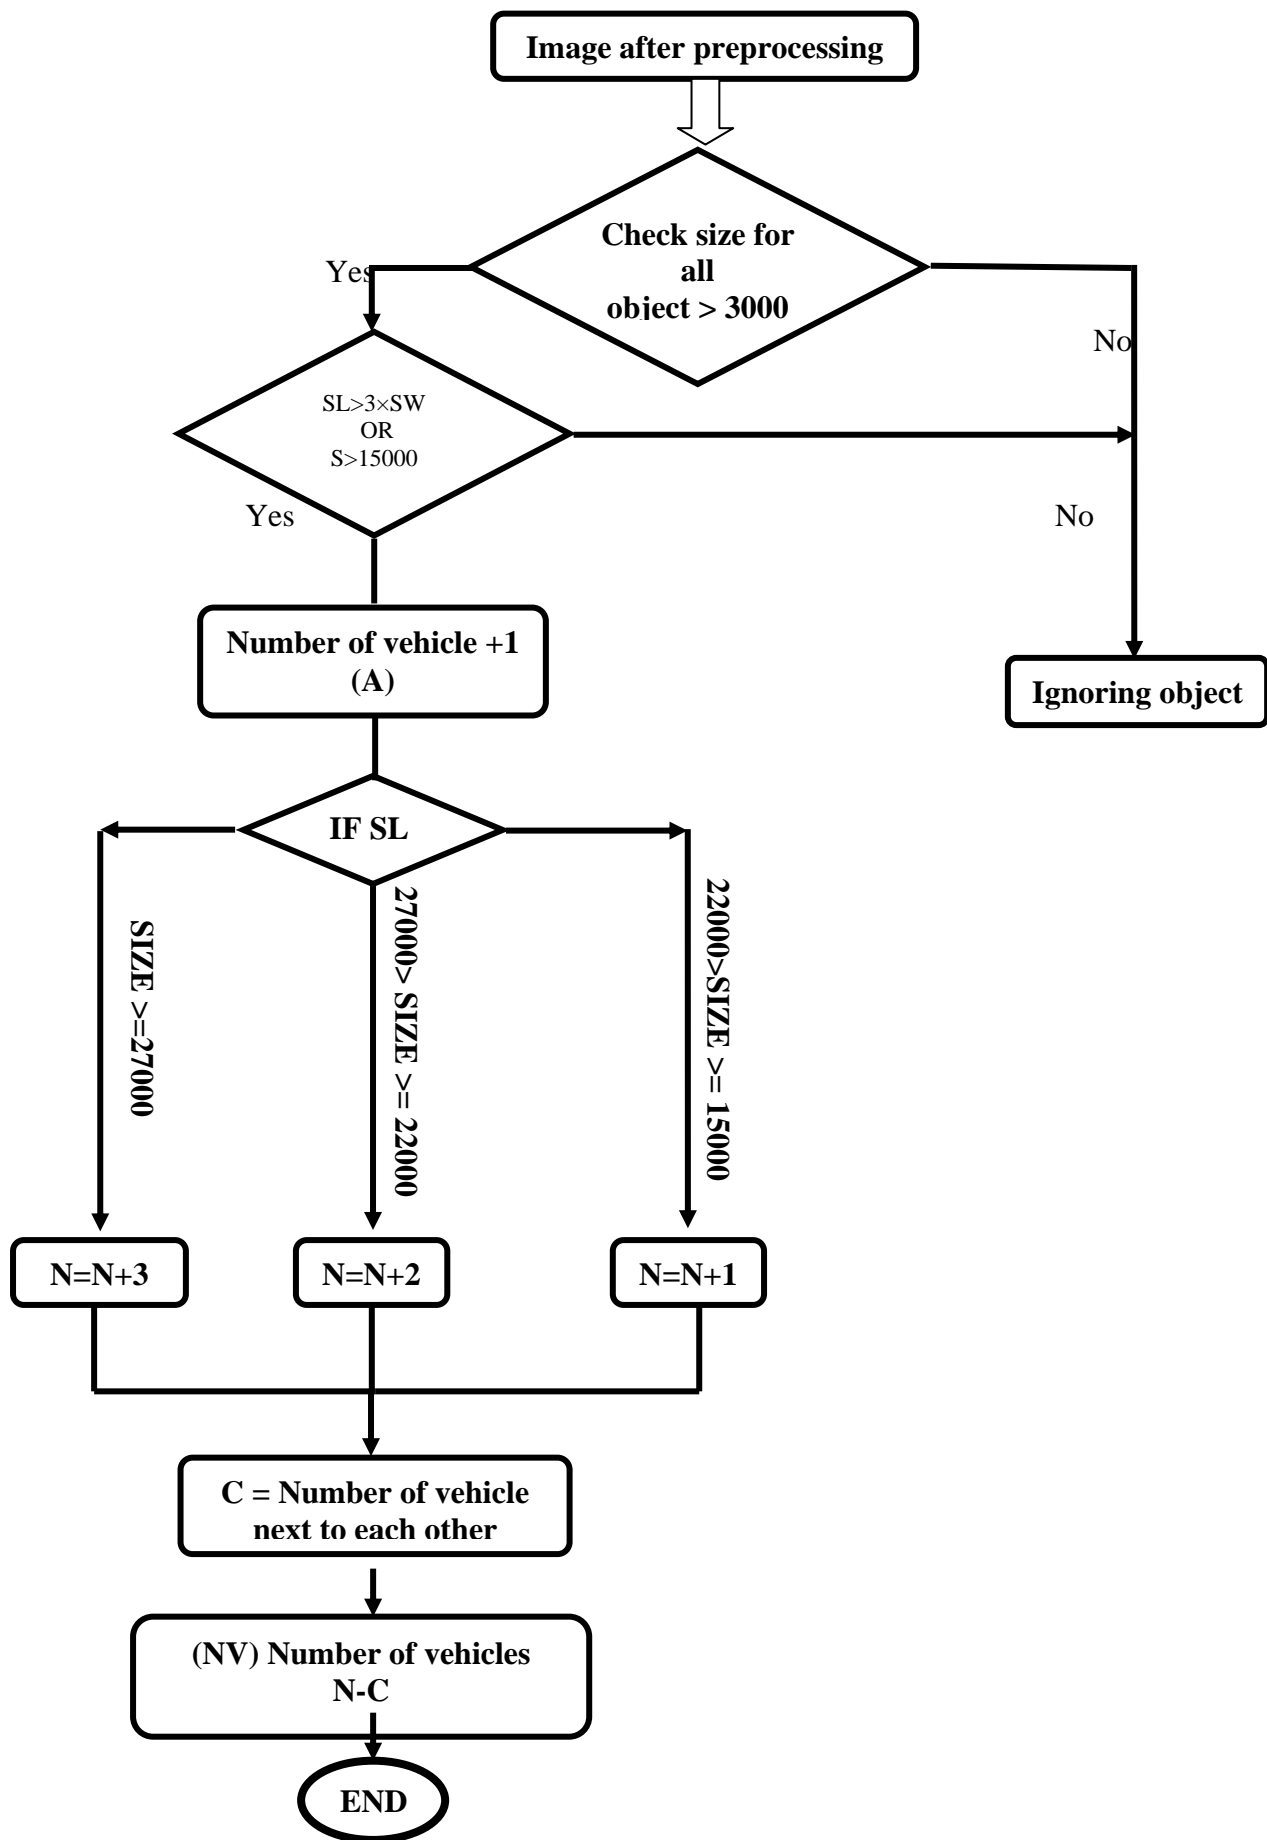 Image after preprocessing
Check size for
all
object > 3000
Yes
No
SL>3×SW
OR
S>15000
Yes
No
Number of vehicle +1
(A)
Ignoring object
IF SL
SIZE >=27000
27000> SIZE >= 22000
22000>SIZE >= 15000
N=N+3
N=N+2
N=N+1
C = Number of vehicle
next to each other
(NV) Number of vehicles
N-C
END